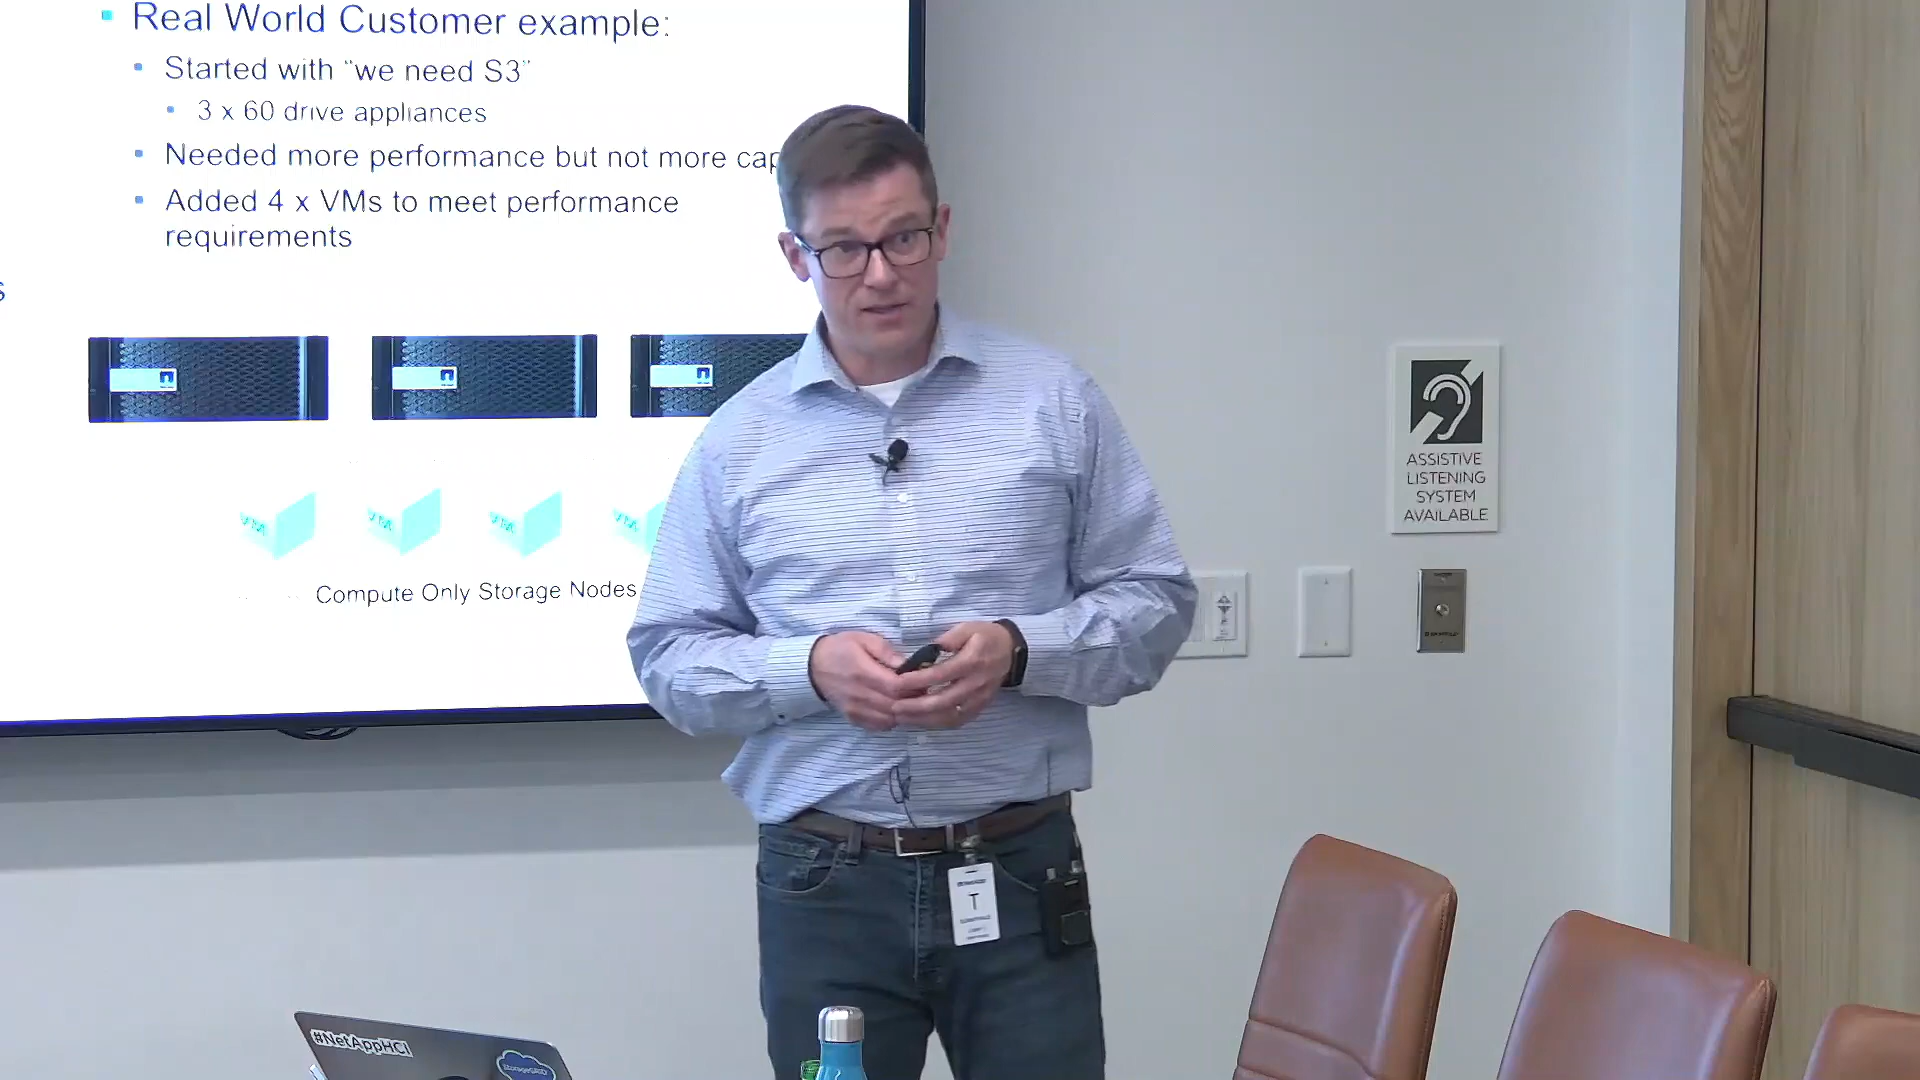 Real World Customer example:
Started with “we need S3”
3 x 60 drive appliances
Needed more performance but not more cap
Added 4 x VMs to meet performance
requirements
s
VM
VM
VM
VM
Compute Only Storage Nodes
ASSISTIVE
LISTENING
SYSTEM
AVAILABLE
T
#NetAppHCI
StorageGRID